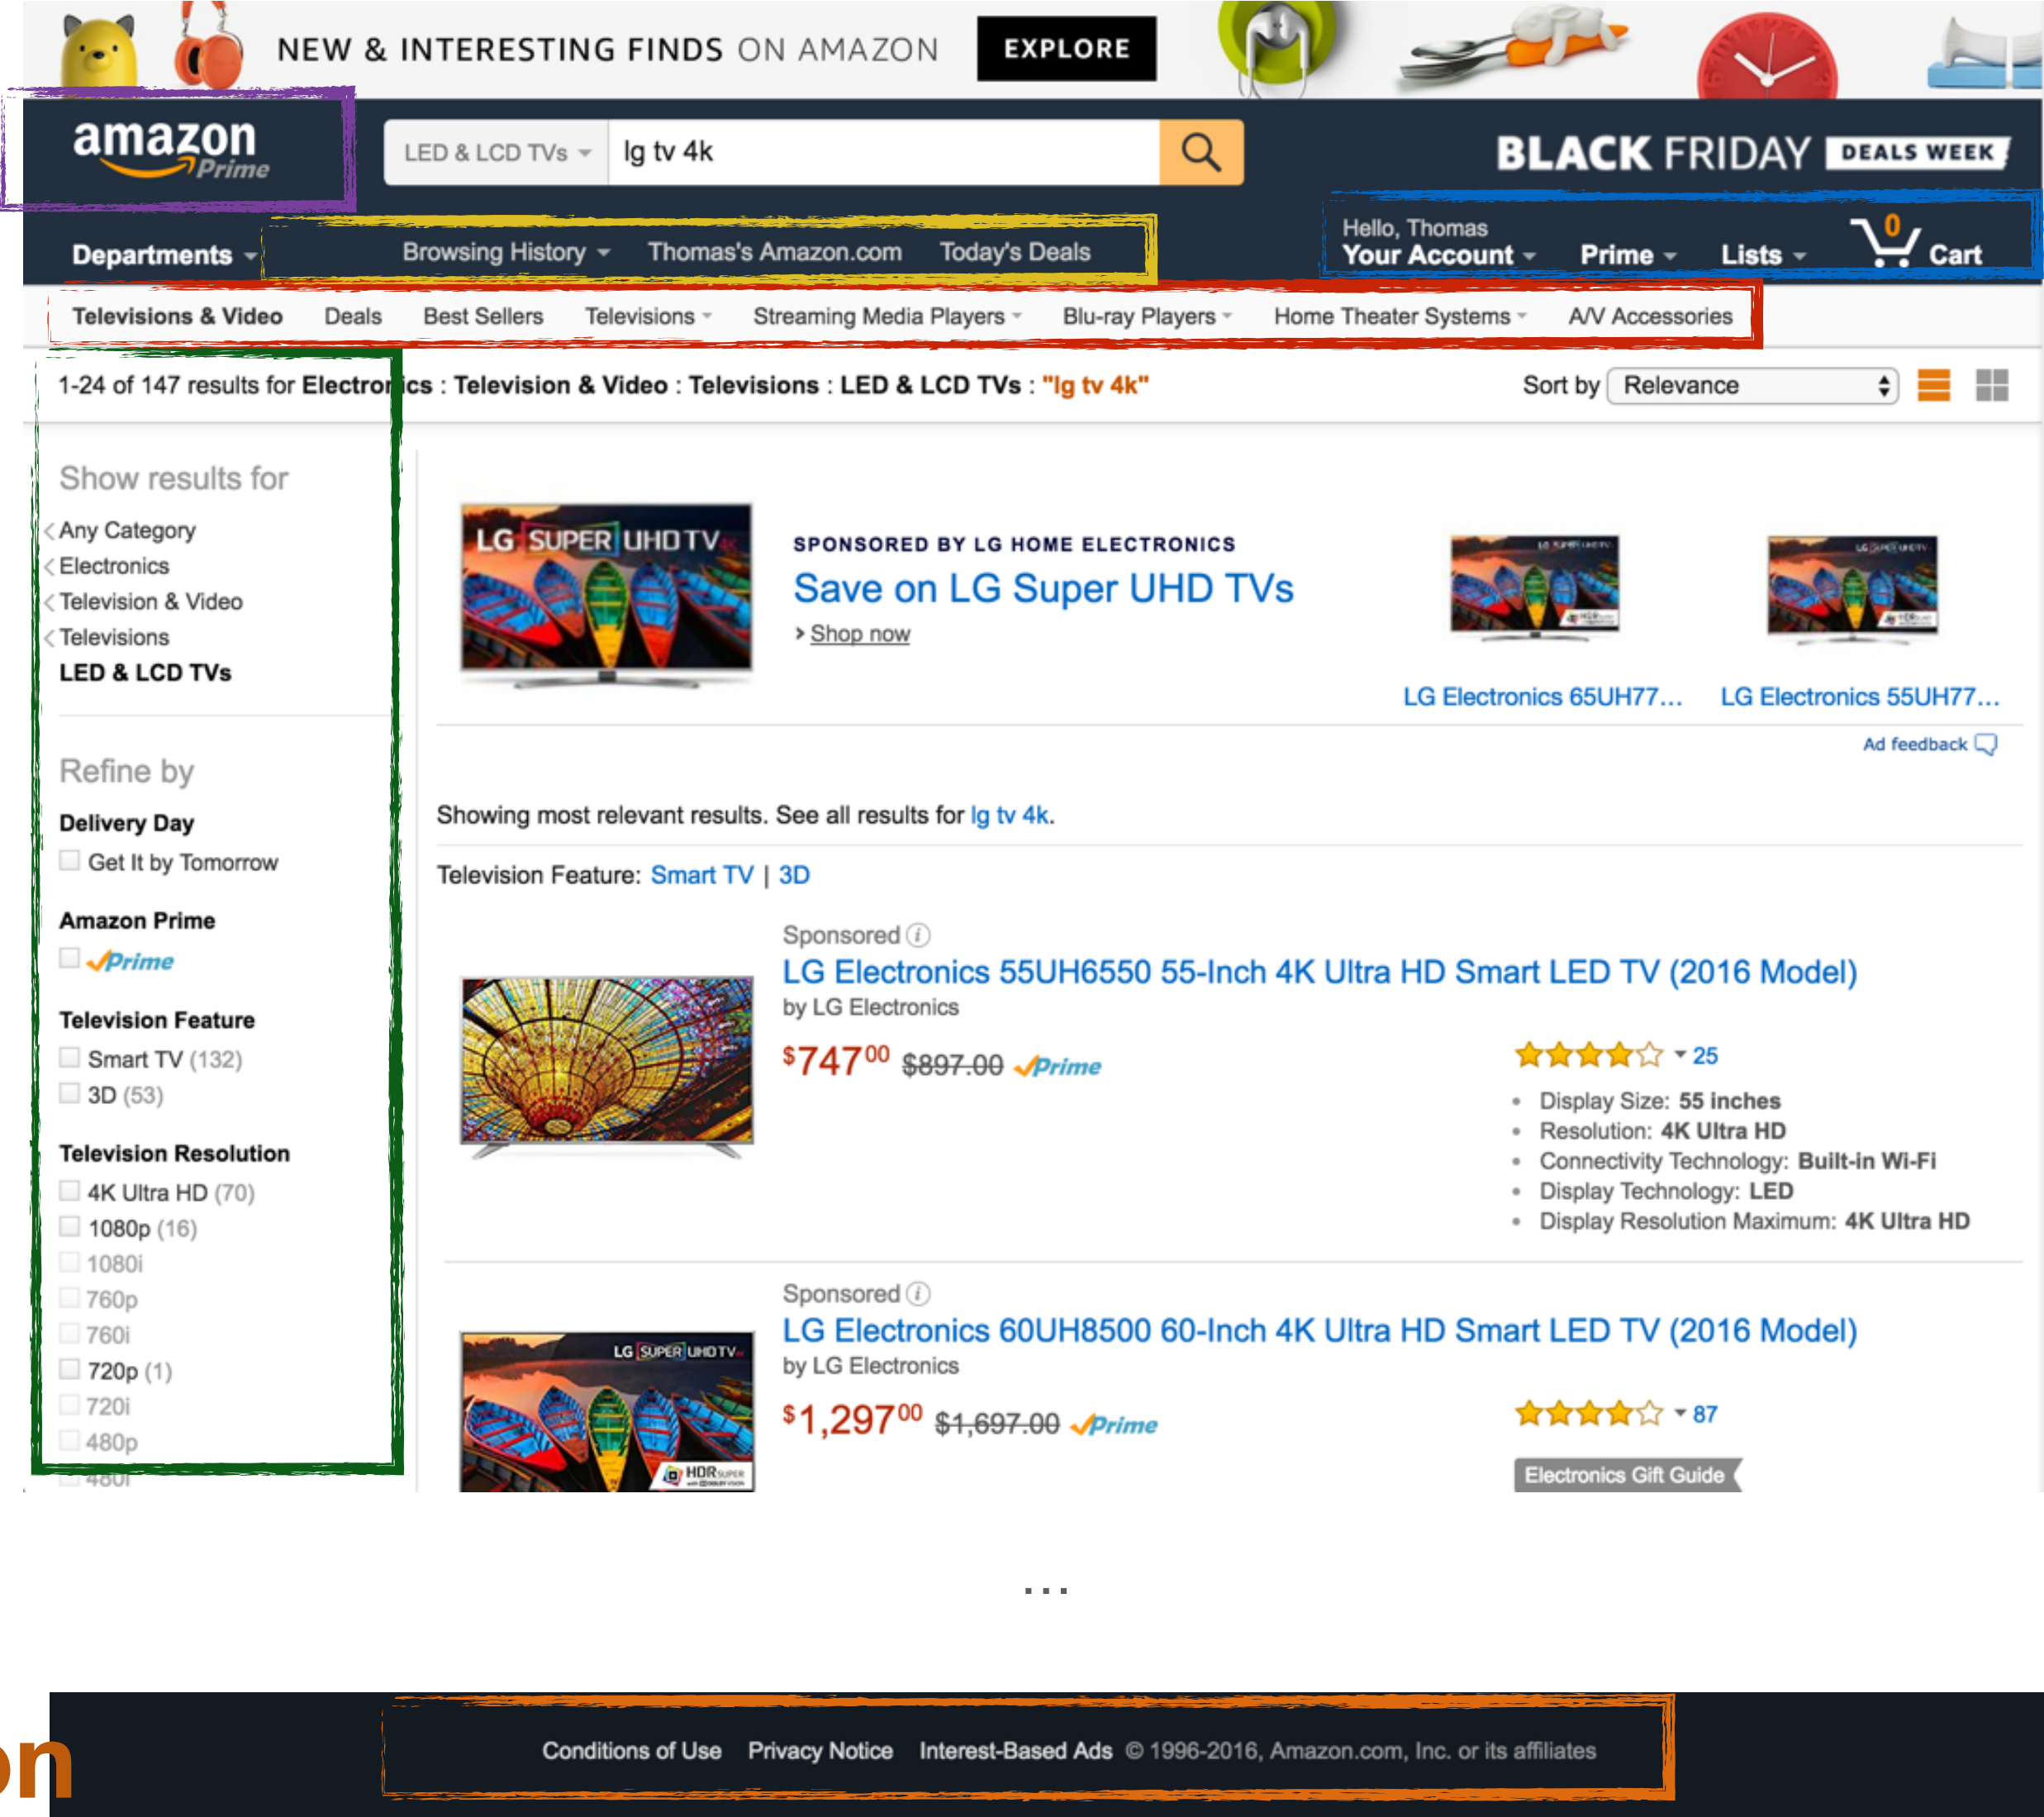 NEW & INTERESTING FINDS ON AMAZON EXPLORE
amazon Prime
LED & LCD TVs lg tv 4k
BLACK FRIDAY DEALS WEEK
Departments
Browsing History Thomas's Amazon.com Today's Deals
Hello, Thomas
Your Account Prime Lists 0 Cart
Televisions & Video Deals Best Sellers Televisions Streaming Media Players Blu-ray Players Home Theater Systems A/V Accessories
1-24 of 147 results for Electronics : Television & Video : Televisions : LED & LCD TVs : "lg tv 4k"
Sort by Relevance
Show results for
Any Category
Electronics
Television & Video
Televisions
LED & LCD TVs
Refine by
Delivery Day
Get It by Tomorrow
Amazon Prime
Prime
Television Feature
Smart TV (132)
3D (53)
Television Resolution
4K Ultra HD (70)
1080p (16)
1080i
760p
760i
720p (1)
720i
480p
480i
LG SUPER UHD TV
SPONSORED BY LG HOME ELECTRONICS
Save on LG Super UHD TVs
Shop now
LG Electronics 65UH77...
LG Electronics 55UH77...
Ad feedback
Showing most relevant results. See all results for lg tv 4k.
Television Feature: Smart TV | 3D
Sponsored
LG Electronics 55UH6550 55-Inch 4K Ultra HD Smart LED TV (2016 Model)
by LG Electronics
$74700 $897.00 Prime
25
Display Size: 55 inches
Resolution: 4K Ultra HD
Connectivity Technology: Built-in Wi-Fi
Display Technology: LED
Display Resolution Maximum: 4K Ultra HD
Sponsored
LG Electronics 60UH8500 60-Inch 4K Ultra HD Smart LED TV (2016 Model)
by LG Electronics
$1,29700 $1,697.00 Prime
87
Electronics Gift Guide
LG SUPER UHD TV
HDR SUPER
...
on
Conditions of Use Privacy Notice Interest-Based Ads © 1996-2016, Amazon.com, Inc. or its affiliates